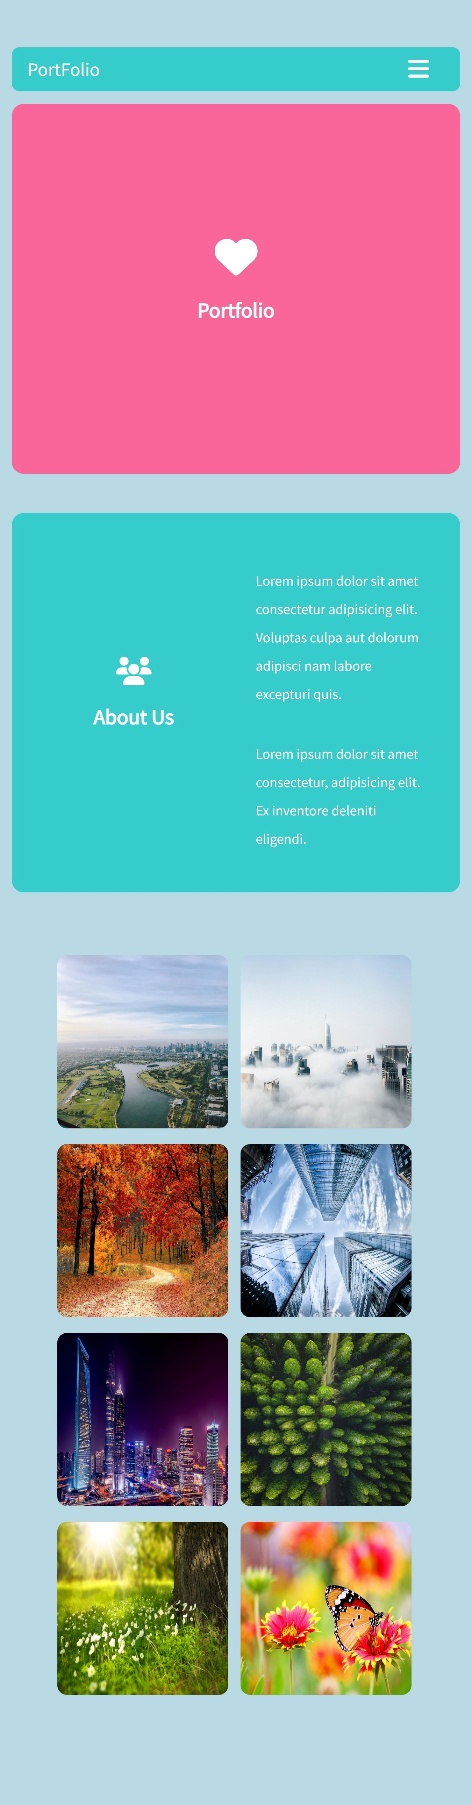 PortFolio
Portfolio
About Us
Lorem ipsum dolor sit amet
consectetur adipisicing elit.
Voluptas culpa aut dolorum
adipisci nam labore
excepturi quis.
Lorem ipsum dolor sit amet
consectetur, adipisicing elit.
Ex inventore deleniti
eligendi.